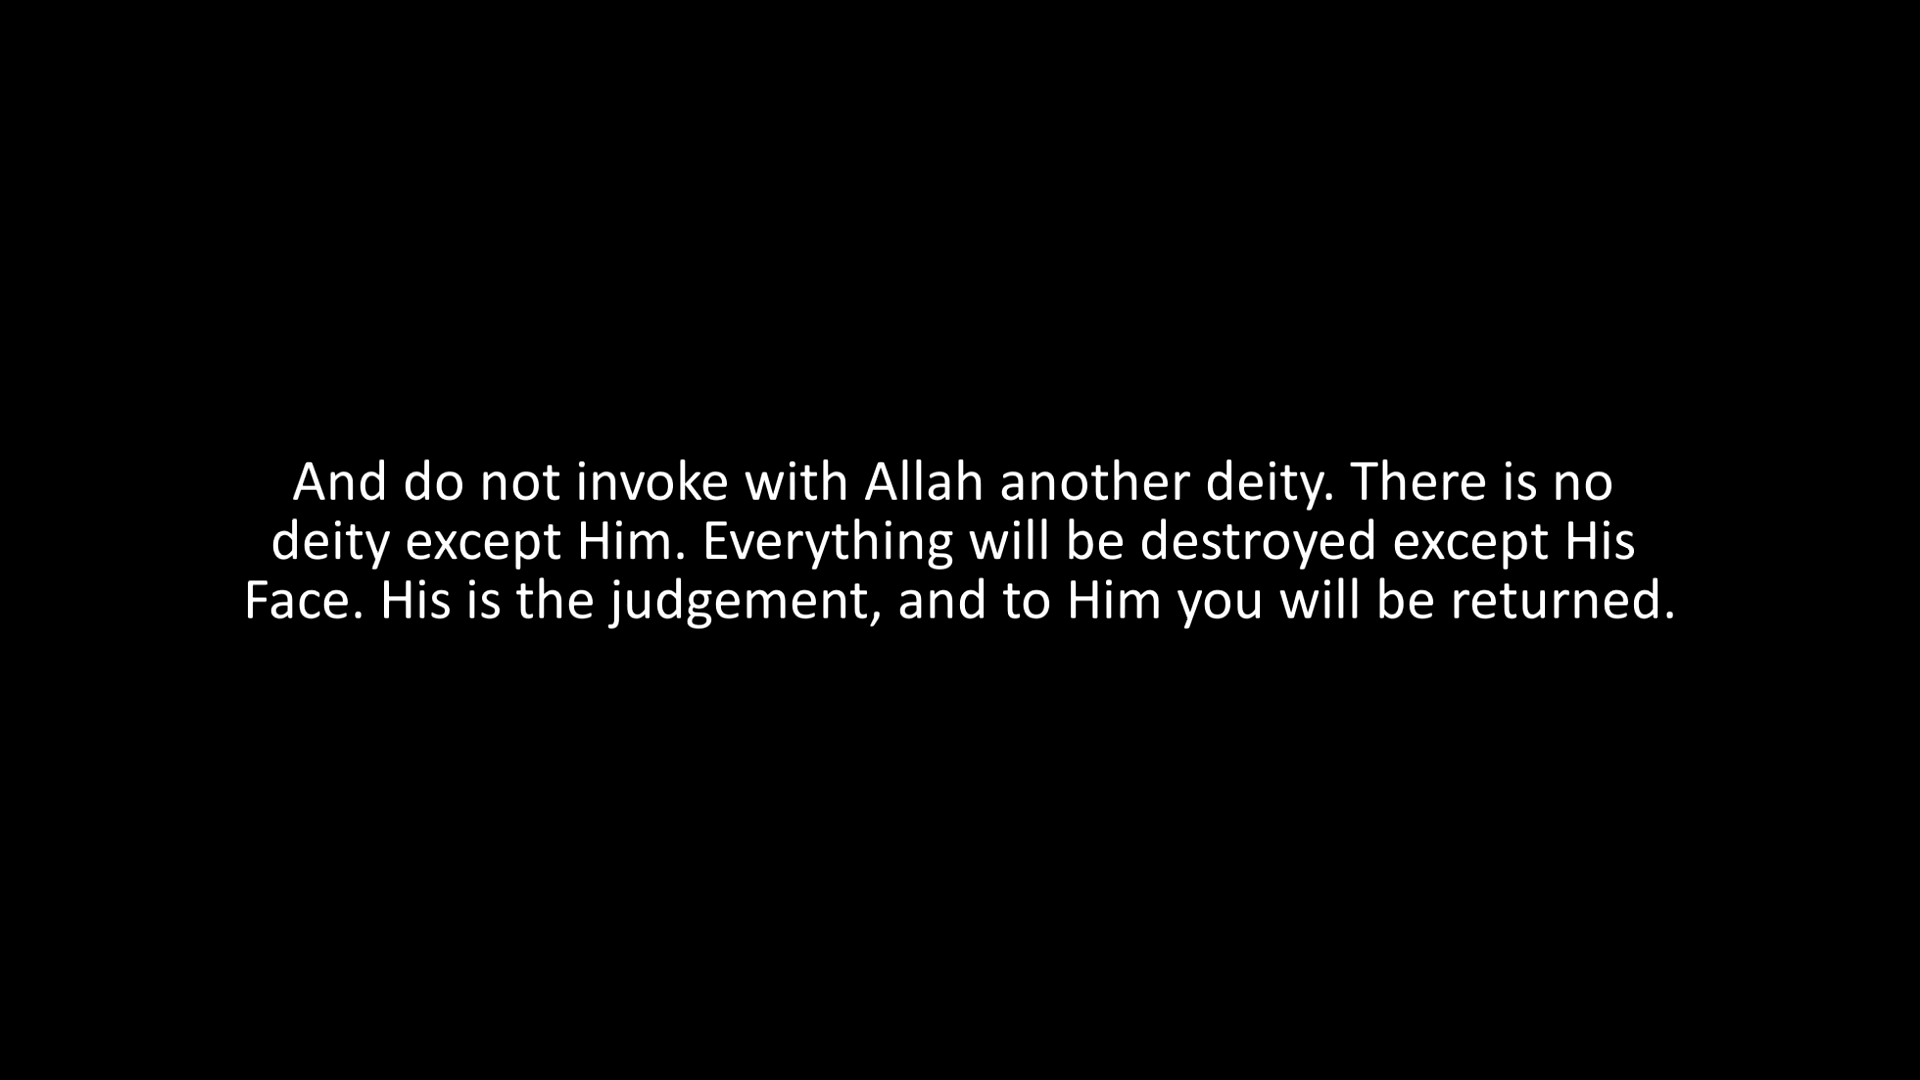 And do not invoke with Allah another deity. There is no
deity except Him. Everything will be destroyed except His
Face. His is the judgement, and to Him you will be returned.